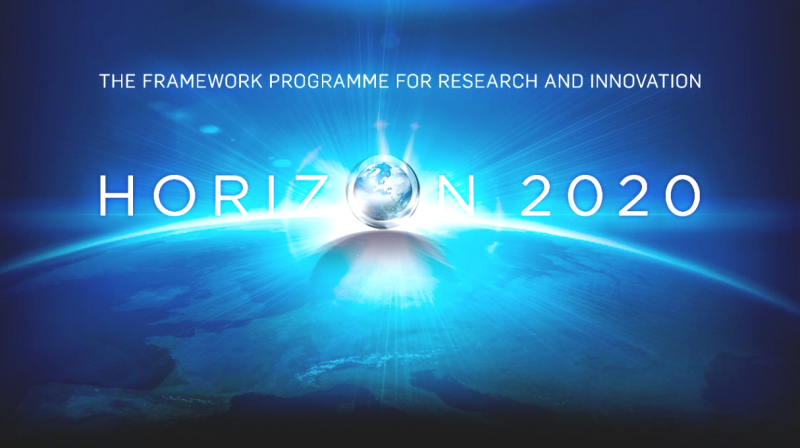 THE FRAMEWORK PROGRAMME FOR RESEARCH AND INNOVATION
HORIZON 2020